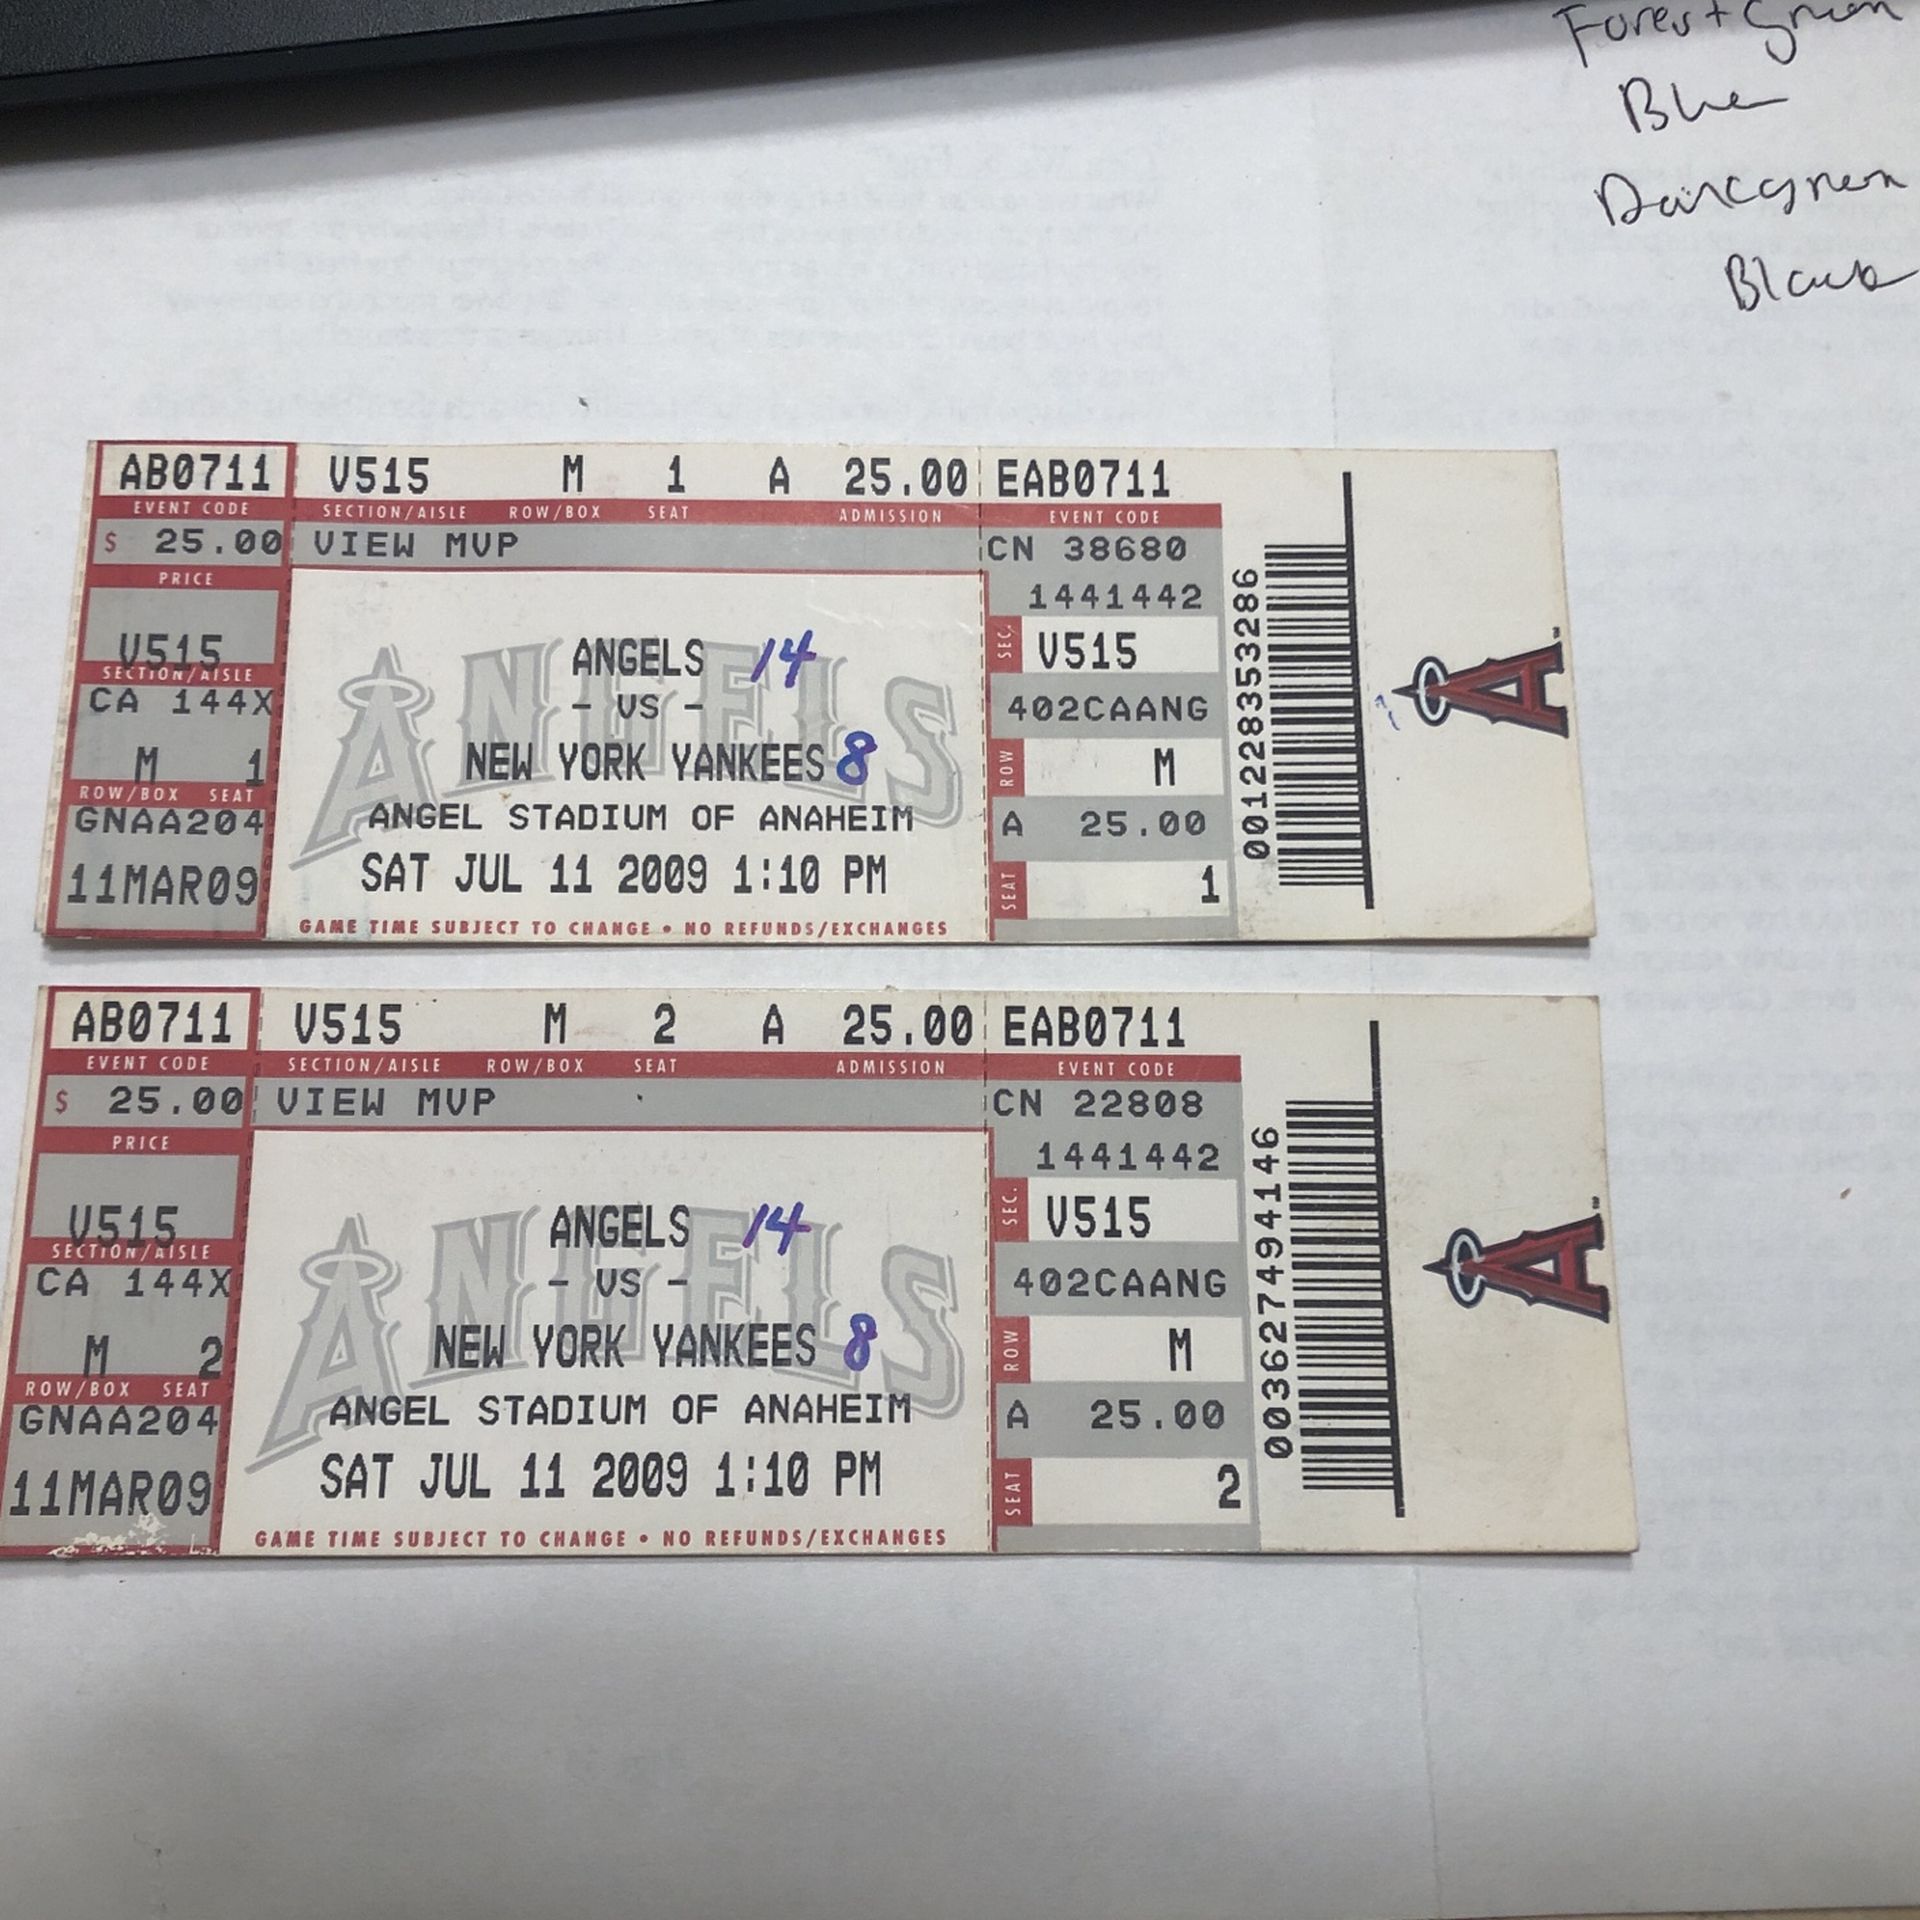 Forest Green
Blue
Darkgreen
Black
AB0711 V515 M 1 A 25.00 EAB0711
EVENT CODE SECTION/AISLE ROW/BOX SEAT ADMISSION EVENT CODE
$ 25.00 VIEW MVP CN 38680
PRICE 1441442
V515 ANGELS 14 SEC. V515
SECTION/AISLE
CA 144X - VS - 402CAANG
M 1 NEW YORK YANKEES 8 ROW M
ROW/BOX SEAT
GNAA204 ANGEL STADIUM OF ANAHEIM A 25.00
11MAR09 SAT JUL 11 2009 1:10 PM SEAT 1
GAME TIME SUBJECT TO CHANGE • NO REFUNDS/EXCHANGES
001228353286
A
AB0711 V515 M 2 A 25.00 EAB0711
EVENT CODE SECTION/AISLE ROW/BOX SEAT ADMISSION EVENT CODE
$ 25.00 VIEW MVP CN 22808
PRICE 1441442
V515 ANGELS 14 SEC. V515
SECTION/AISLE
CA 144X - VS - 402CAANG
M 2 NEW YORK YANKEES 8 ROW M
ROW/BOX SEAT
GNAA204 ANGEL STADIUM OF ANAHEIM A 25.00
11MAR09 SAT JUL 11 2009 1:10 PM SEAT 2
GAME TIME SUBJECT TO CHANGE • NO REFUNDS/EXCHANGES
003627494146
A
ANGELS
ANGELS